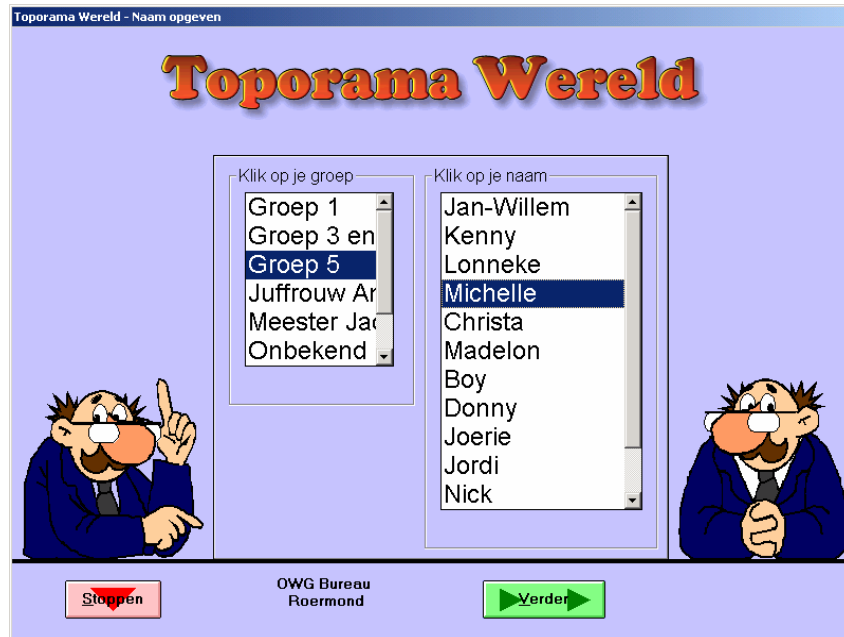 Toporama Wereld - Naam opgeven
Toporama Wereld
Klik op je groep
Groep 1
Groep 3 en
Groep 5
Juffrouw Ar
Meester Jac
Onbekend
Klik op je naam
Jan-Willem
Kenny
Lonneke
Michelle
Christa
Madelon
Boy
Donny
Joerie
Jordi
Nick
Stoppen
OWG Bureau
Roermond
Verder